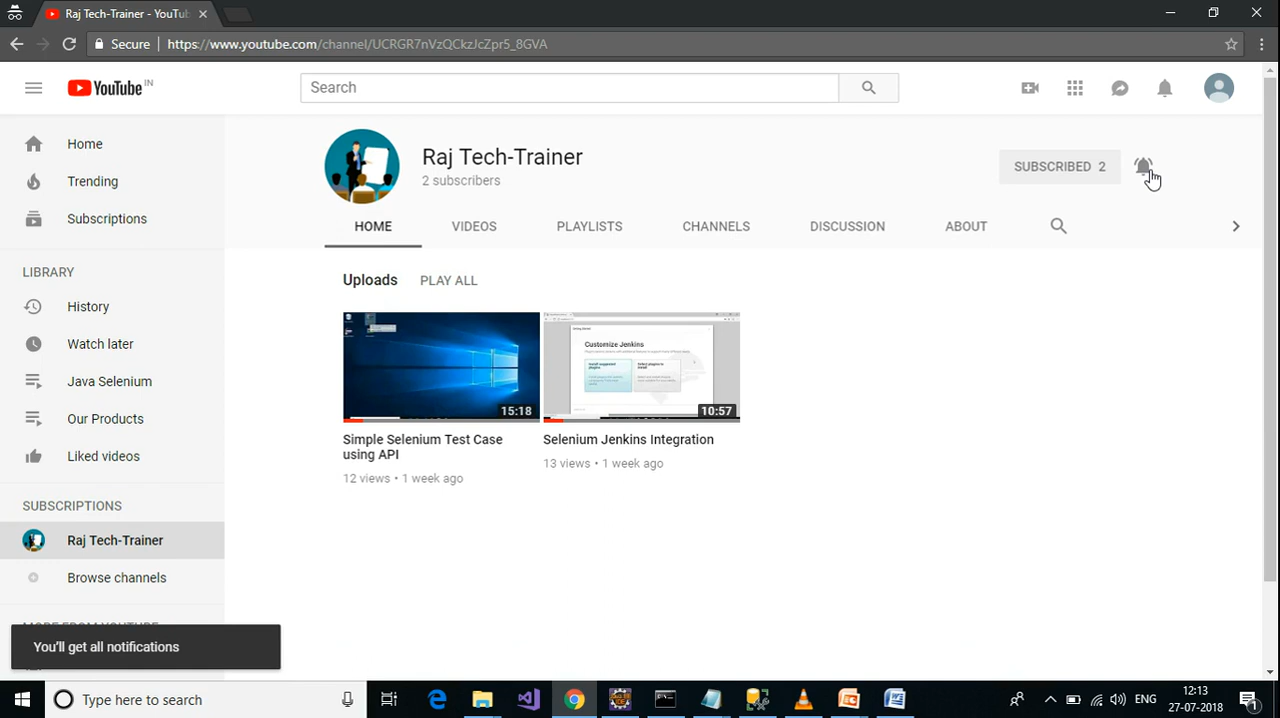 Raj Tech-Trainer - YouTub
Secure
https://www.youtube.com/channel/UCRGR7nVzQCkzJcZpr5_8GVA
YouTube IN
Search
Home
Trending
Subscriptions
LIBRARY
History
Watch later
Java Selenium
Our Products
Liked videos
SUBSCRIPTIONS
Raj Tech-Trainer
Browse channels
MORE FROM YOUTUBE
You'll get all notifications
Raj Tech-Trainer
2 subscribers
SUBSCRIBED 2
HOME
VIDEOS
PLAYLISTS
CHANNELS
DISCUSSION
ABOUT
Uploads
PLAY ALL
15:18
Simple Selenium Test Case
using API
12 views • 1 week ago
Customize Jenkins
10:57
Selenium Jenkins Integration
13 views • 1 week ago
Type here to search
ENG
12:13
27-07-2018
1